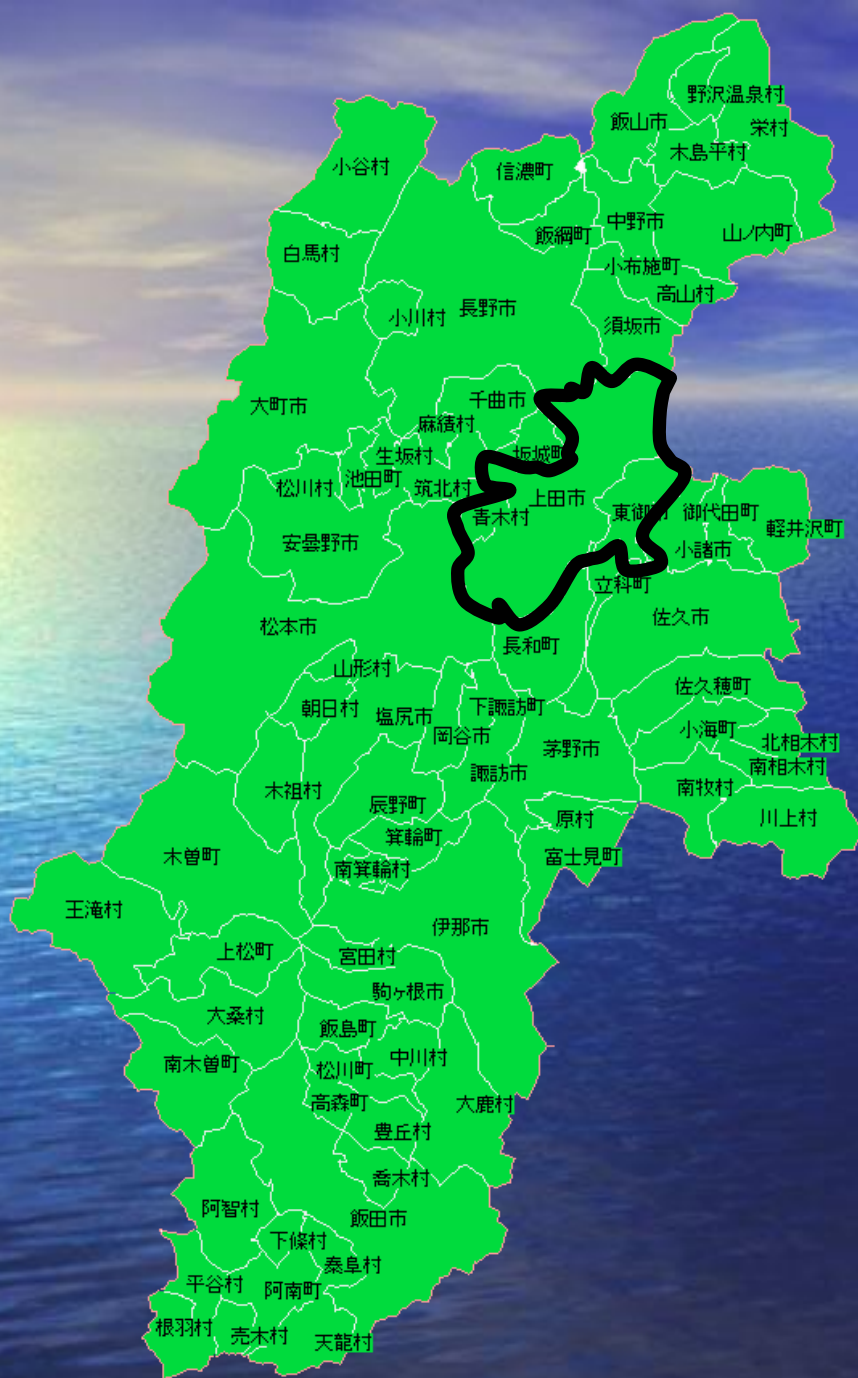 野沢温泉村
飯山市
栄村
木島平村
小谷村
信濃町
中野市
飯綱町
山ノ内町
白馬村
小布施町
高山村
小川村
長野市
須坂市
千曲市
大町市
麻績村
坂城町
生坂村
池田町
松川村
筑北村
上田市
青木村
東御市
御代田町
軽井沢町
安曇野市
小諸市
立科町
佐久市
松本市
長和町
山形村
佐久穂町
朝日村
塩尻市
下諏訪町
岡谷市
小海町
北相木村
茅野市
諏訪市
南相木村
木祖村
南牧村
辰野町
原村
川上村
箕輪町
木曽町
富士見町
南箕輪村
王滝村
伊那市
上松町
宮田村
駒ヶ根市
大桑村
飯島町
中川村
南木曽町
松川町
高森町
大鹿村
豊丘村
喬木村
阿智村
飯田市
下條村
泰阜村
平谷村
阿南町
根羽村
売木村
天龍村